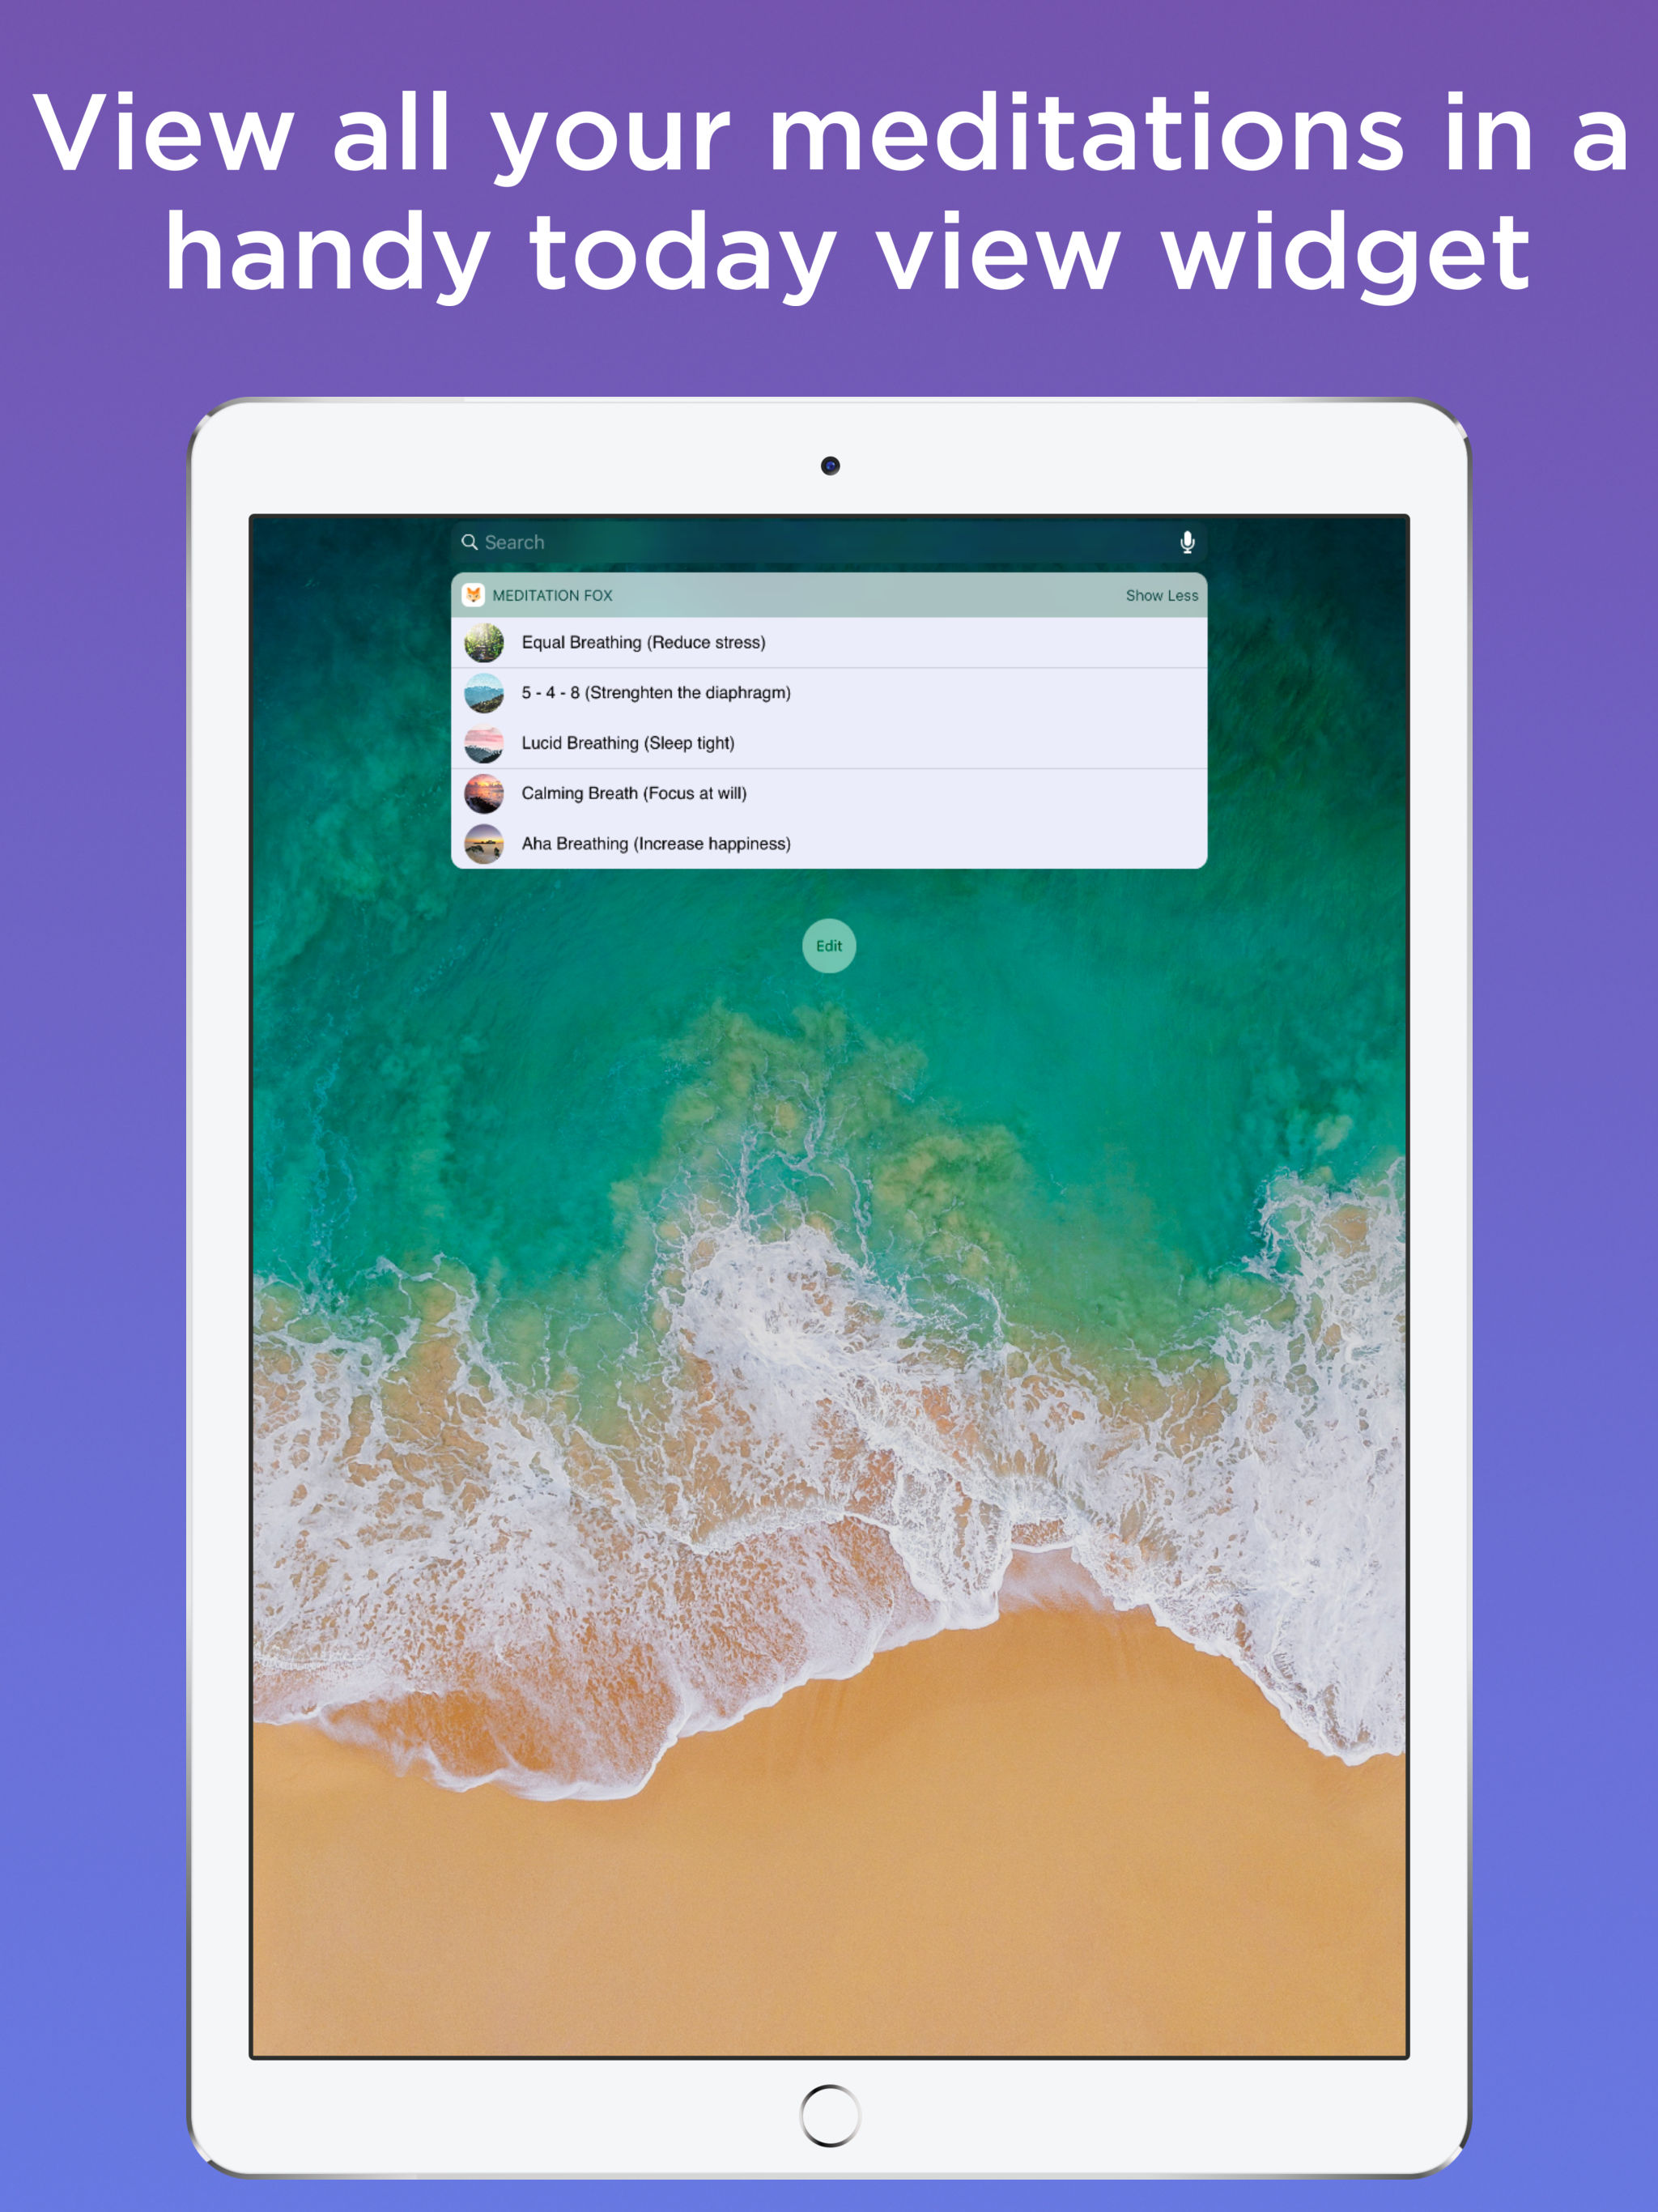 View all your meditations in a
handy today view widget
Search
MEDITATION FOX Show Less
Equal Breathing (Reduce stress)
5 - 4 - 8 (Strenghten the diaphragm)
Lucid Breathing (Sleep tight)
Calming Breath (Focus at will)
Aha Breathing (Increase happiness)
Edit